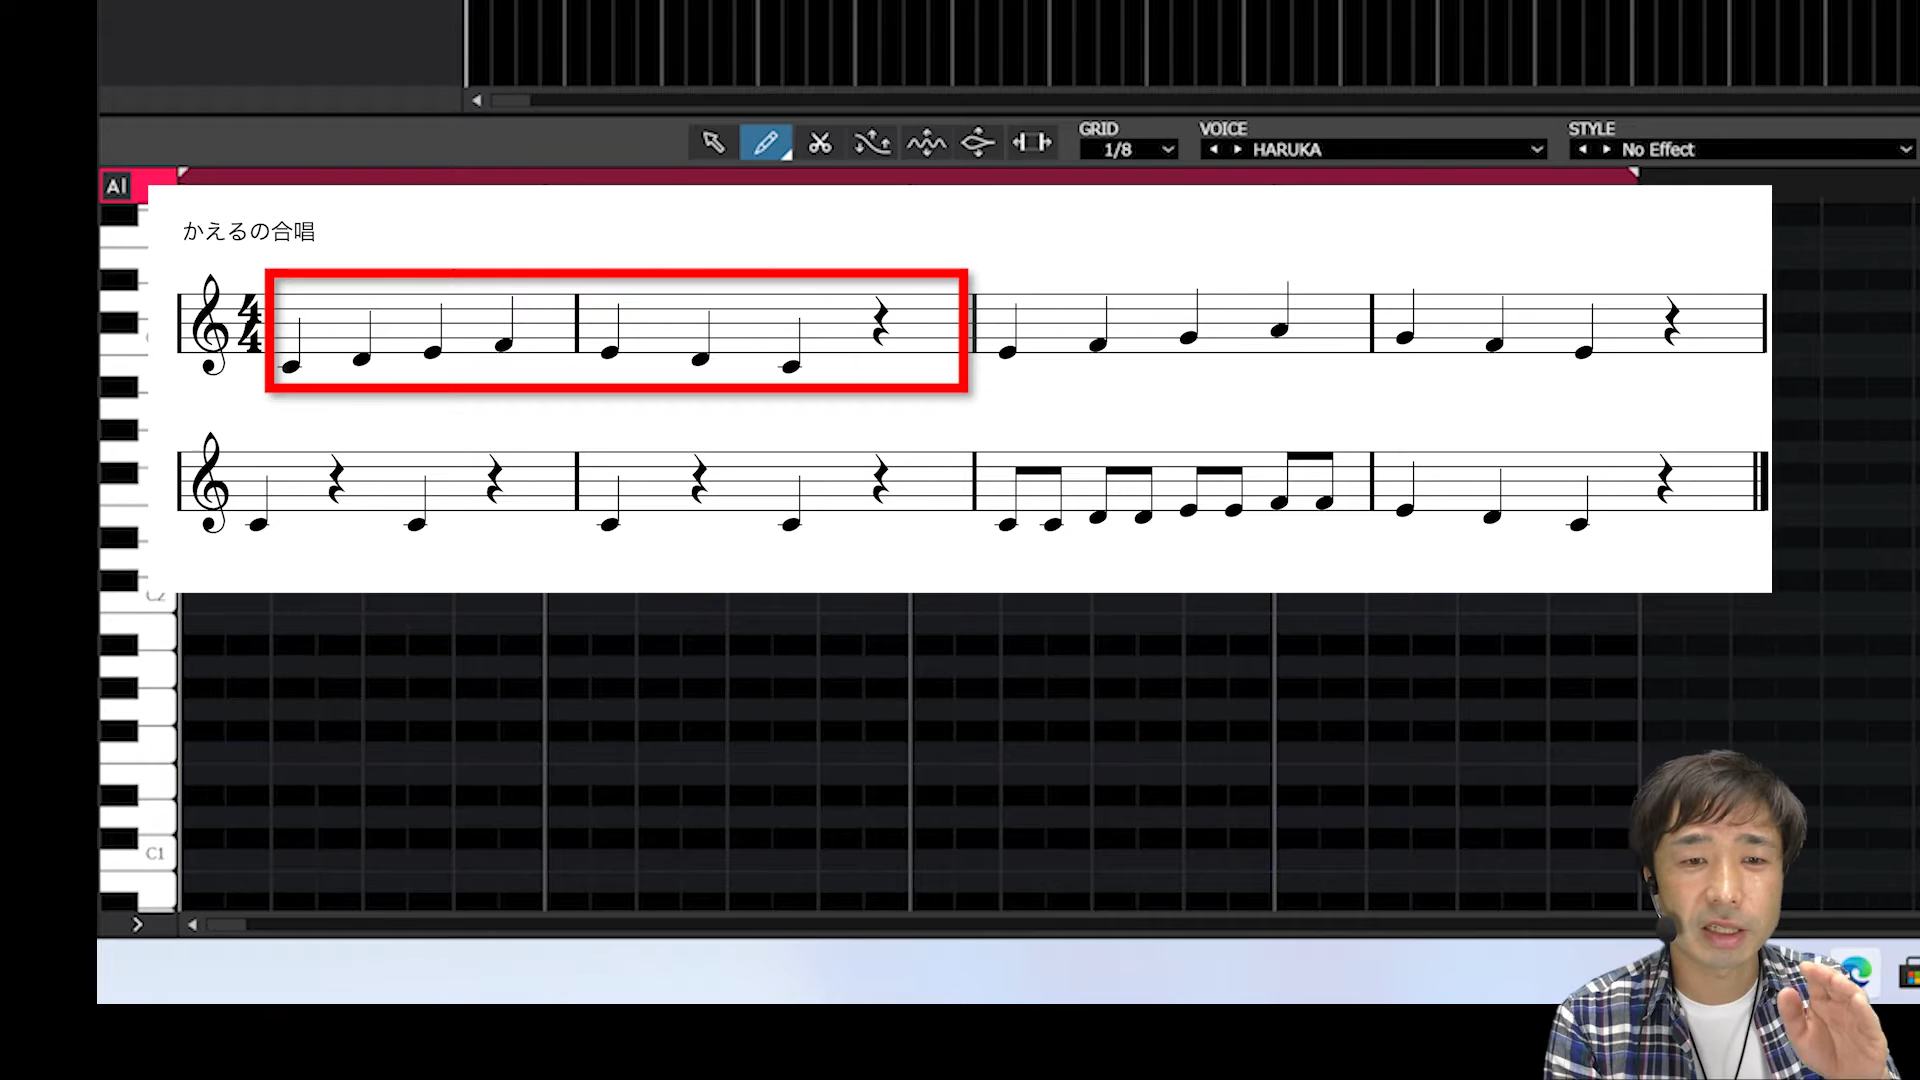 GRID
1/8
VOICE
HARUKA
STYLE
No Effect
AI
かえるの合唱
C1